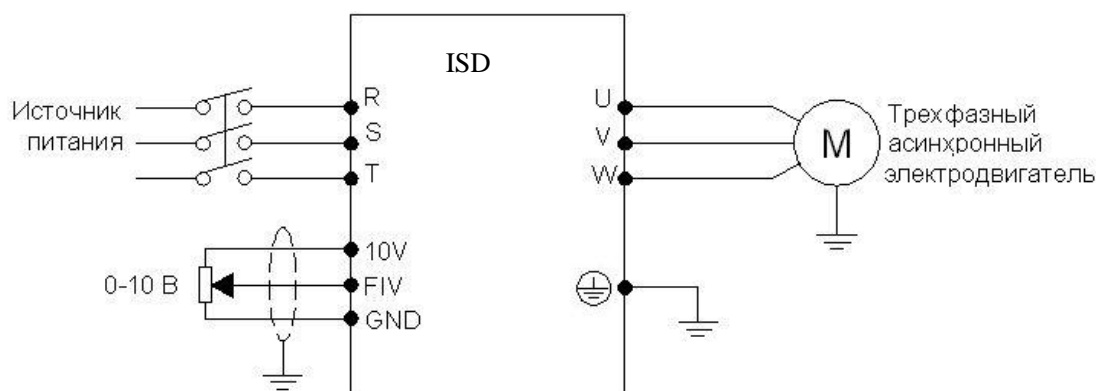 ISD
Источник
питания
R
S
T
U
V
W
M
Трехфазный
асинхронный
электродвигатель
0-10 В
10V
FIV
GND